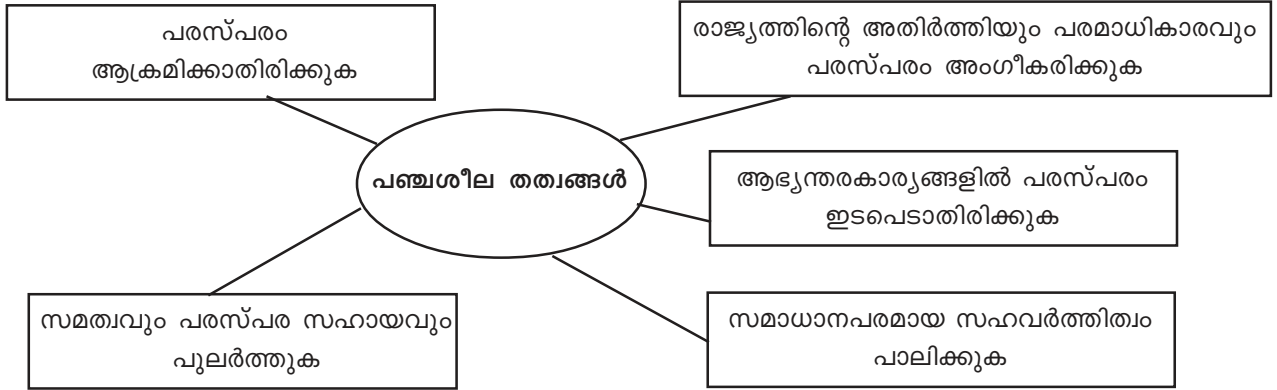 പരസ്പരം
ആക്രമിക്കാതിരിക്കുക
രാജ്യത്തിന്റെ അതിർത്തിയും പരമാധികാരവും
പരസ്പരം അംഗീകരിക്കുക
പഞ്ചശീല തത്വങ്ങൾ
ആഭ്യന്തരകാര്യങ്ങളിൽ പരസ്പരം
ഇടപെടാതിരിക്കുക
സമത്വവും പരസ്പര സഹായവും
പുലർത്തുക
സമാധാനപരമായ സഹവർത്തിത്വം
പാലിക്കുക